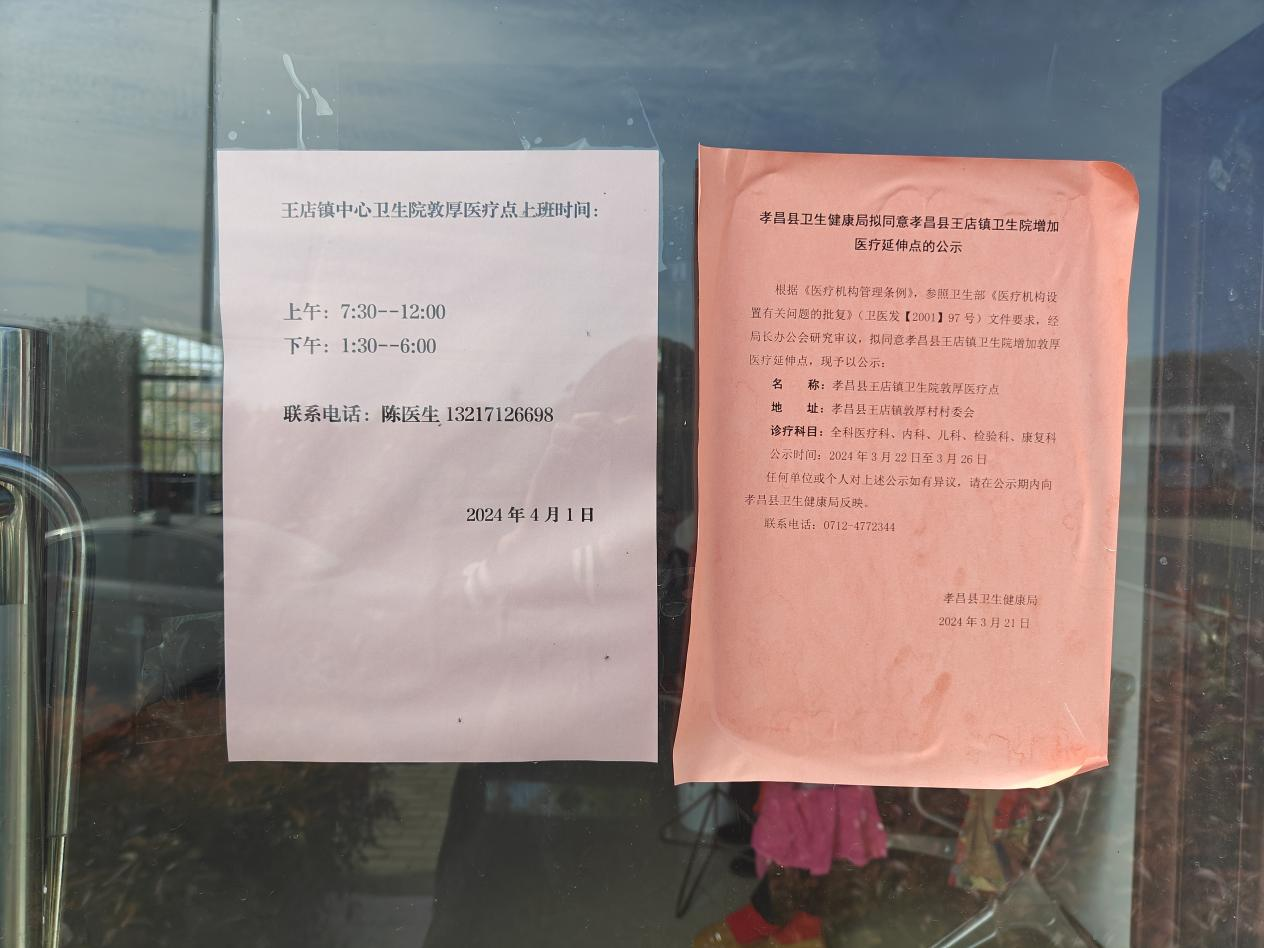 王店镇中心卫生院敦厚医疗点上班时间：
上午：7:30--12:00
下午：1:30--6:00
联系电话：陈医生 13217126698
2024 年 4 月 1 日
孝昌县卫生健康局拟同意孝昌县王店镇卫生院增加
医疗延伸点的公示
根据《医疗机构管理条例》，参照卫生部《医疗机构设
置有关问题的批复》（卫医发【2001】97 号）文件要求，经
局长办公会研究审议，拟同意孝昌县王店镇卫生院增加敦厚
医疗延伸点，现予以公示：
名 称：孝昌县王店镇卫生院敦厚医疗点
地 址：孝昌县王店镇敦厚村村委会
诊疗科目：全科医疗科、内科、儿科、检验科、康复科
公示时间：2024 年 3 月 22 日至 3 月 26 日
任何单位或个人对上述公示如有异议，请在公示期内向
孝昌县卫生健康局反映。
联系电话：0712-4772344
孝昌县卫生健康局
2024 年 3 月 21 日